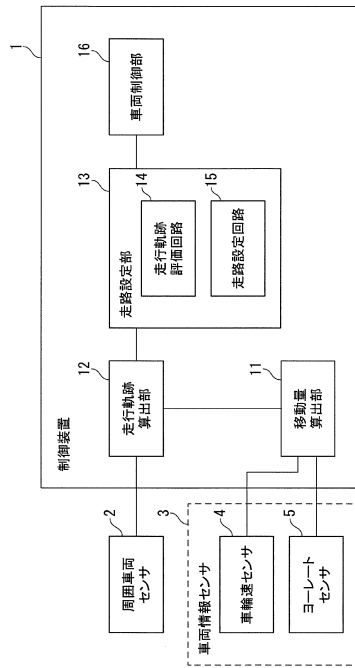 1
制御装置
16
車両制御部
13
走路設定部
14
走行軌跡
評価回路
15
走路設定回路
12
走行軌跡
算出部
11
移動量
算出部
2
周囲車両
センサ
3
車両情報センサ
4
車輪速センサ
5
ヨーレート
センサ